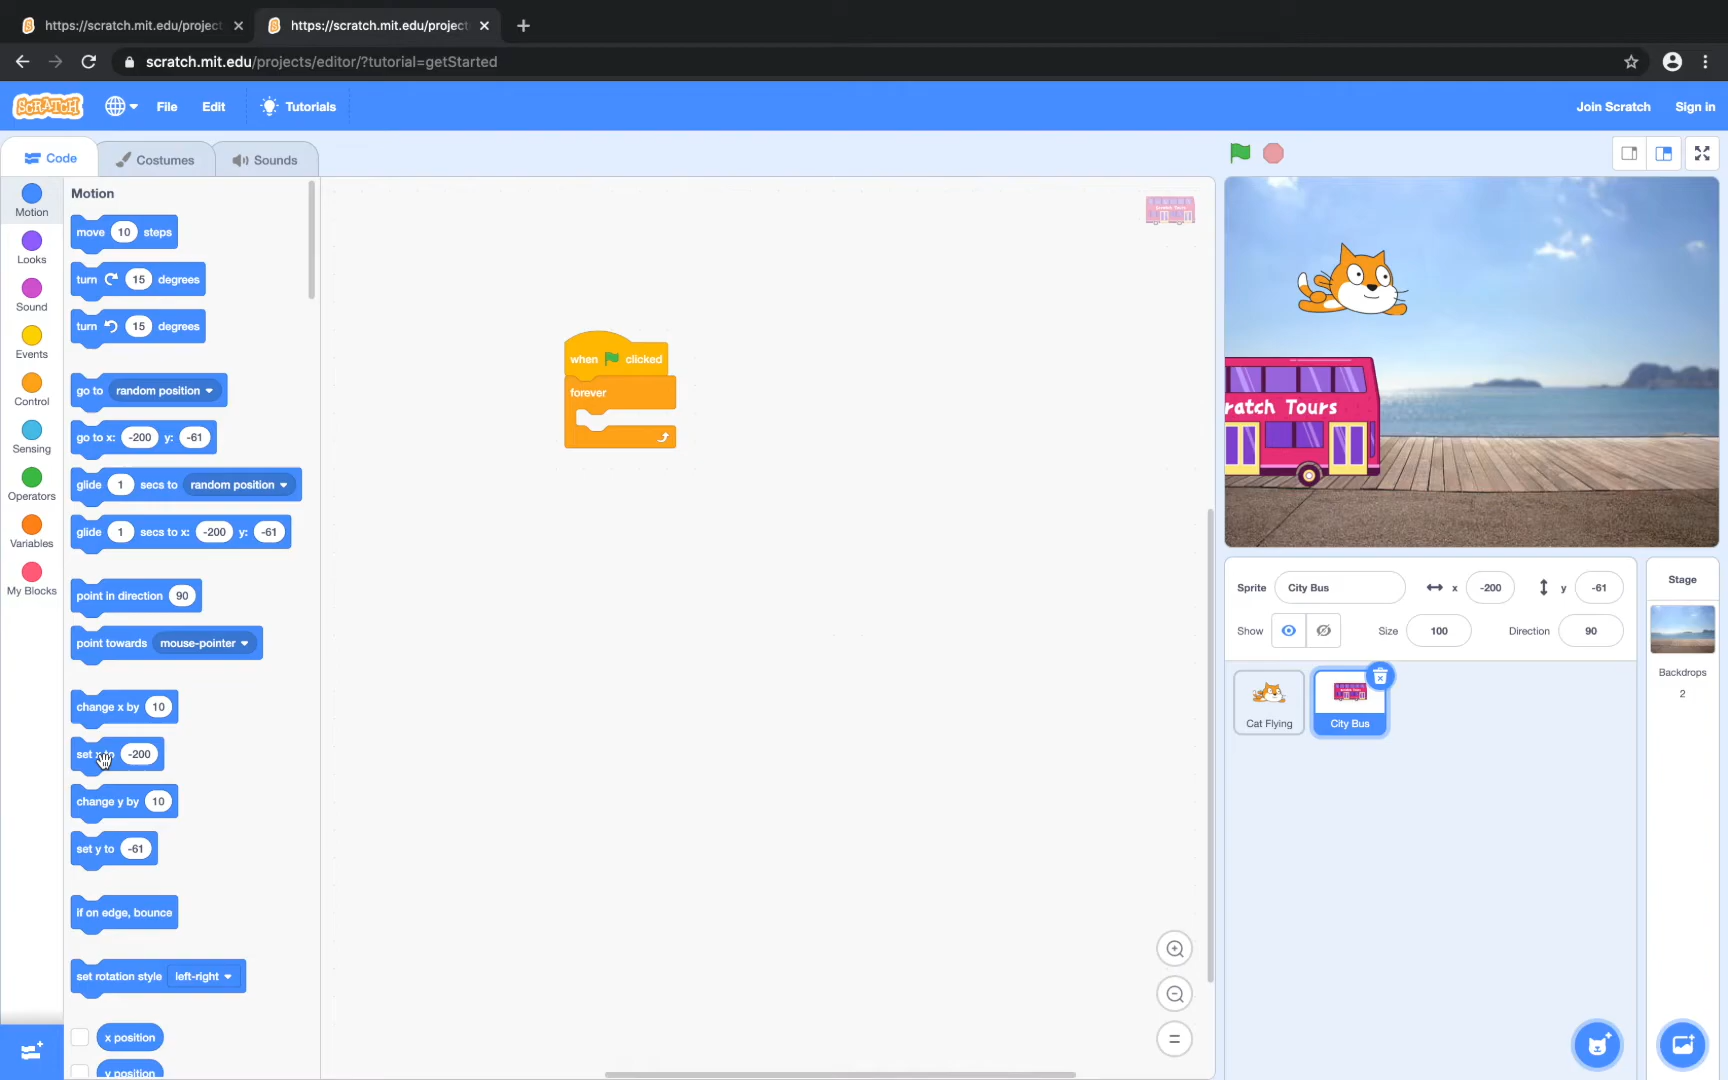 https://scratch.mit.edu/project
https://scratch.mit.edu/project
scratch.mit.edu/projects/editor/?tutorial=getStarted
SCRATCH
File
Edit
Tutorials
Join Scratch
Sign in
Code
Costumes
Sounds
Motion
Looks
Sound
Events
Control
Sensing
Operators
Variables
My Blocks
Motion
move 10 steps
turn 15 degrees
turn 15 degrees
go to random position
go to x: -200 y: -61
glide 1 secs to random position
glide 1 secs to x: -200 y: -61
point in direction 90
point towards mouse-pointer
change x by 10
set x to -200
change y by 10
set y to -61
if on edge, bounce
set rotation style left-right
x position
y position
when clicked
forever
Scratch Tours
ratch Tours
Sprite City Bus x -200 y -61
Show Size 100 Direction 90
Cat Flying
City Bus
Stage
Backdrops
2